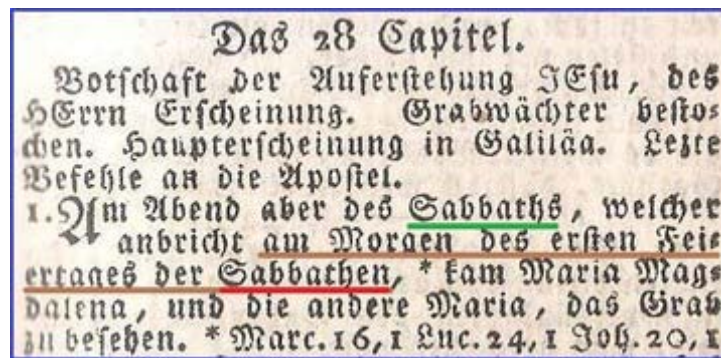 Das 28 Capitel.
Botschaft der Auferstehung JEsu, des
HErrn Erscheinung. Grabwächter besto⸗
chen. Haupterscheinung in Galiläa. Lezte
Befehle an die Apostel.
1. Am Abend aber des Sabbaths, welcher
anbricht am Morgen des ersten Fei⸗
ertages der Sabbathen, * kam Maria Mag⸗
dalena, und die andere Maria, das Grab
zu besehen. * Marc. 16, 1 Luc. 24, 1 Joh. 20, 1